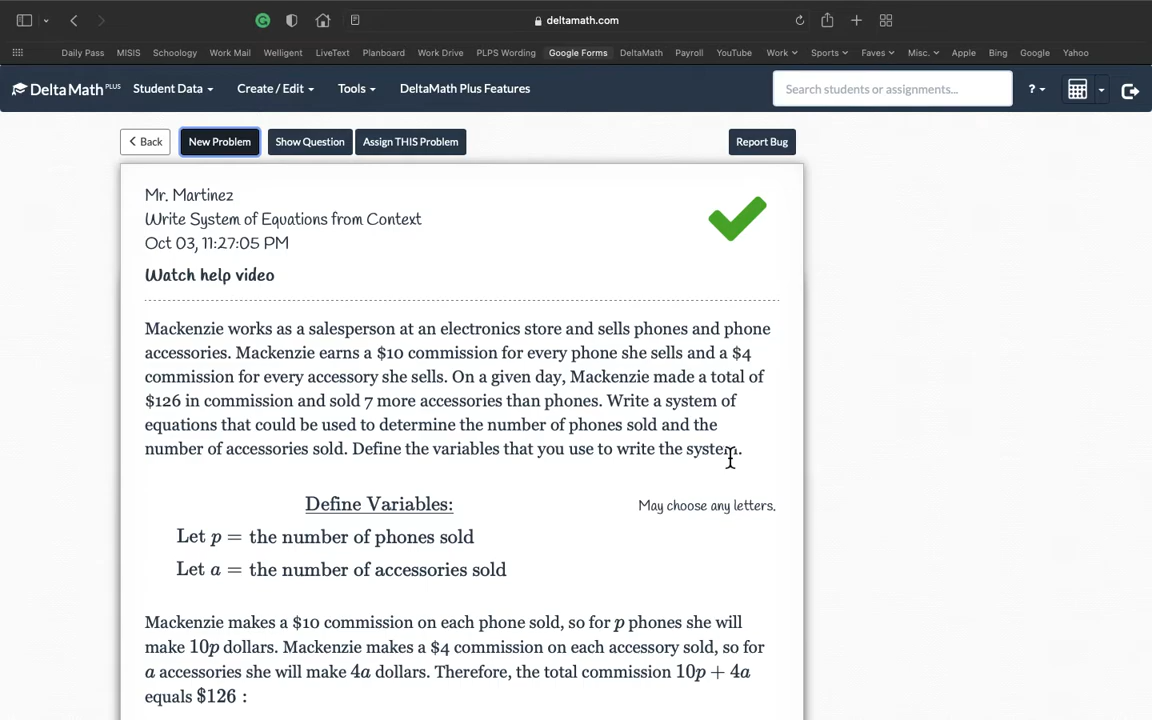 deltamath.com
Daily Pass MISIS Schoology Work Mail Welligent LiveText Planboard Work Drive PLPS Wording Google Forms DeltaMath Payroll YouTube Work Sports Faves Misc. Apple Bing Google Yahoo
DeltaMath PLUS Student Data Create / Edit Tools DeltaMath Plus Features Search students or assignments... ?
Back New Problem Show Question Assign THIS Problem Report Bug
Mr. Martinez
Write System of Equations from Context
Oct 03, 11:27:05 PM
Watch help video
Mackenzie works as a salesperson at an electronics store and sells phones and phone
accessories. Mackenzie earns a $10 commission for every phone she sells and a $4
commission for every accessory she sells. On a given day, Mackenzie made a total of
$126 in commission and sold 7 more accessories than phones. Write a system of
equations that could be used to determine the number of phones sold and the
number of accessories sold. Define the variables that you use to write the system.
Define Variables: May choose any letters.
Let p = the number of phones sold
Let a = the number of accessories sold
Mackenzie makes a $10 commission on each phone sold, so for p phones she will
make 10p dollars. Mackenzie makes a $4 commission on each accessory sold, so for
a accessories she will make 4a dollars. Therefore, the total commission 10p + 4a
equals $126 :